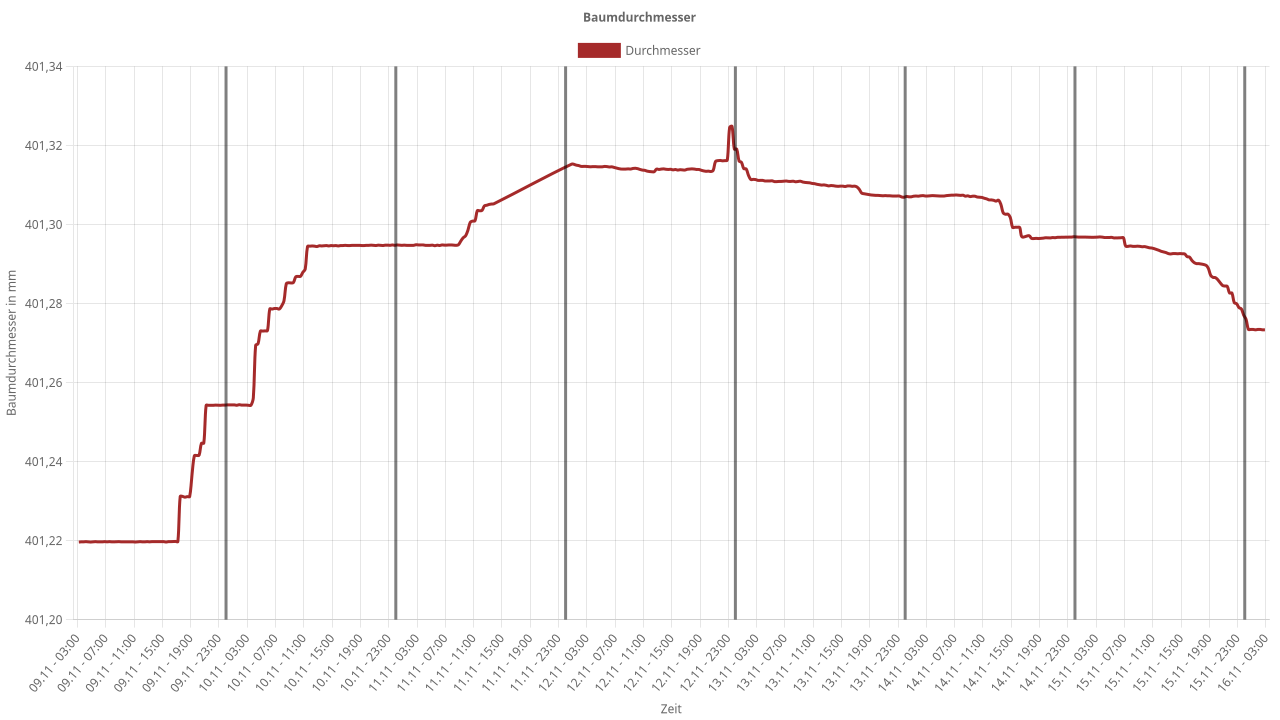 Baumdurchmesser
Durchmesser
401,34
401,32
401,30
401,28
401,26
401,24
401,22
401,20
Baumdurchmesser in mm
09.11 - 03:00
09.11 - 07:00
09.11 - 11:00
09.11 - 15:00
09.11 - 19:00
09.11 - 23:00
10.11 - 03:00
10.11 - 07:00
10.11 - 11:00
10.11 - 15:00
10.11 - 19:00
10.11 - 23:00
11.11 - 03:00
11.11 - 07:00
11.11 - 11:00
11.11 - 15:00
11.11 - 19:00
11.11 - 23:00
12.11 - 03:00
12.11 - 07:00
12.11 - 11:00
12.11 - 15:00
12.11 - 19:00
12.11 - 23:00
13.11 - 03:00
13.11 - 07:00
13.11 - 11:00
13.11 - 15:00
13.11 - 19:00
13.11 - 23:00
14.11 - 03:00
14.11 - 07:00
14.11 - 11:00
14.11 - 15:00
14.11 - 19:00
14.11 - 23:00
15.11 - 03:00
15.11 - 07:00
15.11 - 11:00
15.11 - 15:00
15.11 - 19:00
15.11 - 23:00
16.11 - 03:00
Zeit